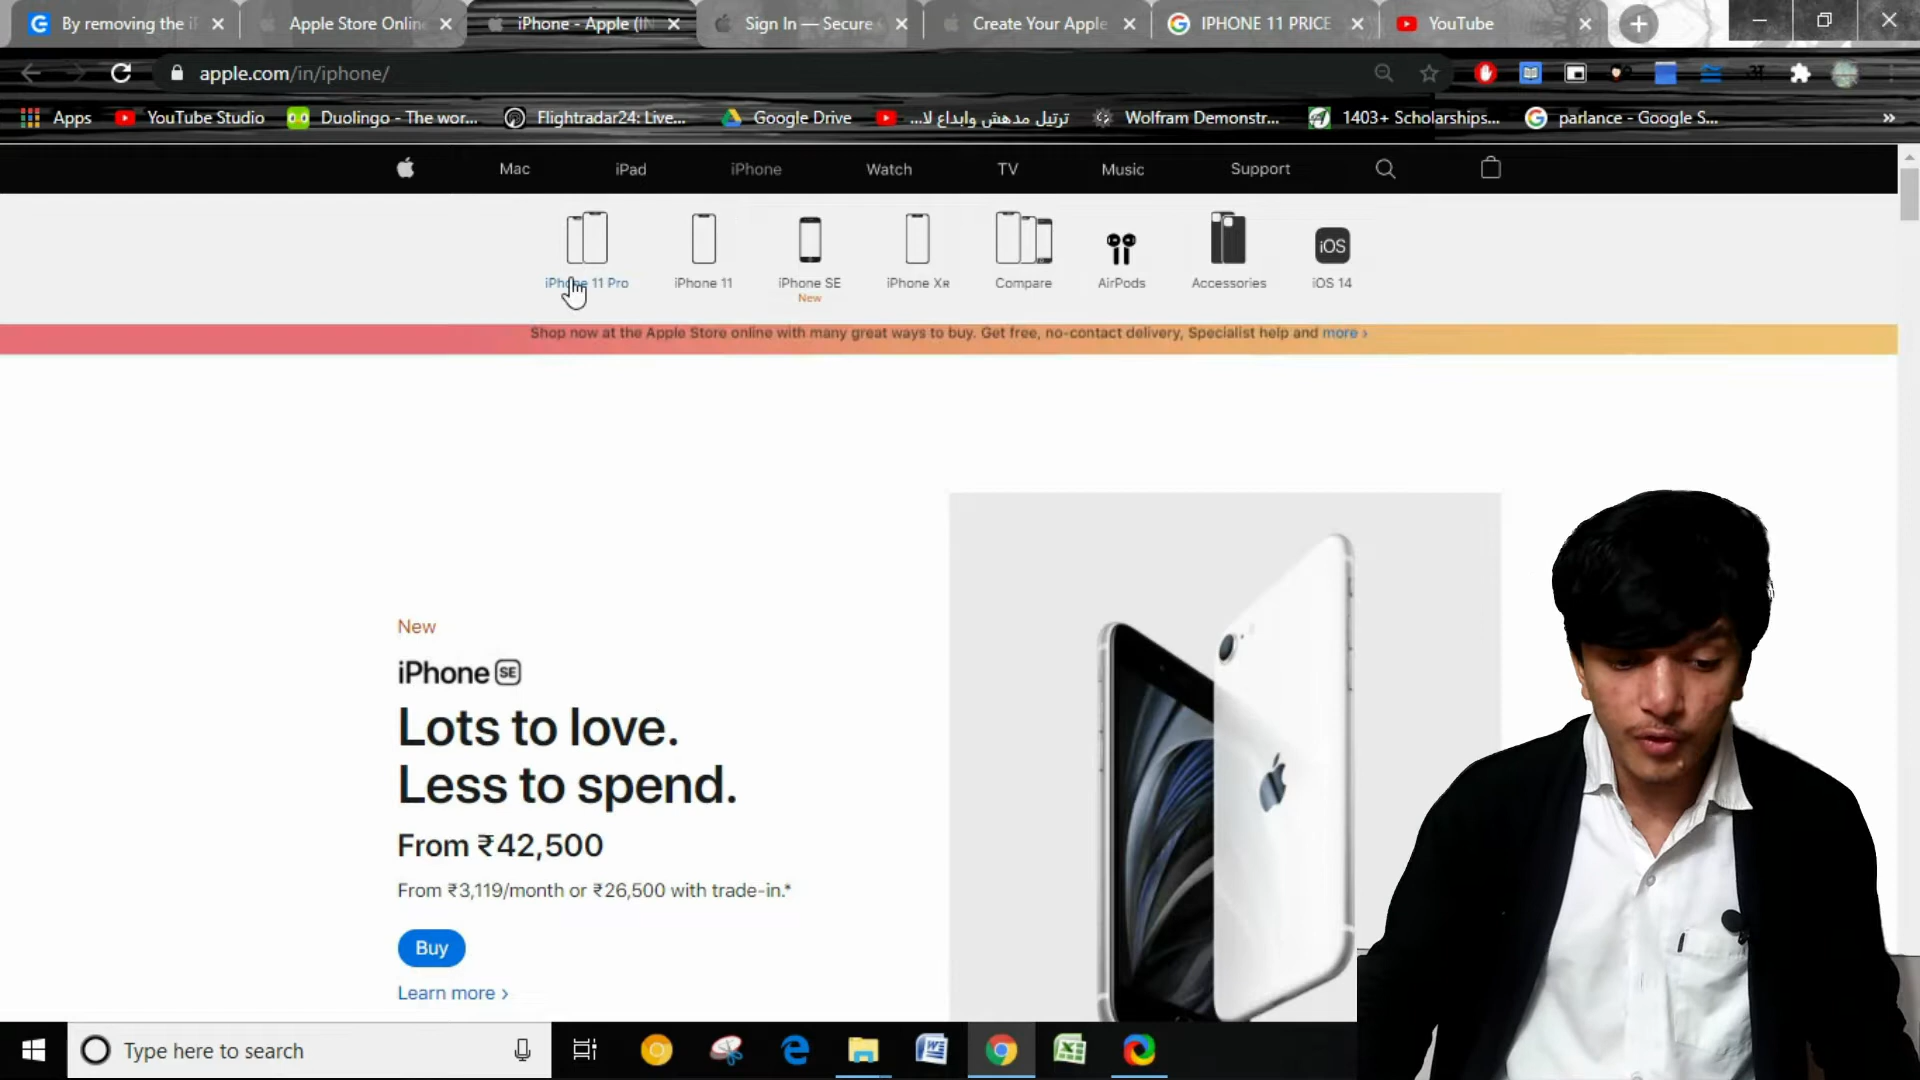 By removing the i
Apple Store Online
iPhone - Apple (IN
Sign In — Secure
Create Your Apple
IPHONE 11 PRICE
YouTube
apple.com/in/iphone/
Apps
YouTube Studio
Duolingo - The wor...
Flightradar24: Live...
Google Drive
ترتيل مدهش وابداع لا...
Wolfram Demonstr...
1403+ Scholarships...
parlance - Google S...
Mac
iPad
iPhone
Watch
TV
Music
Support
iPhone 11 Pro
iPhone 11
iPhone SE
New
iPhone XR
Compare
AirPods
Accessories
iOS
iOS 14
Shop now at the Apple Store online with many great ways to buy. Get free, no-contact delivery, Specialist help and more ›
New
iPhone SE
Lots to love.
Less to spend.
From ₹42,500
From ₹3,119/month or ₹26,500 with trade-in.*
Buy
Learn more ›
Type here to search